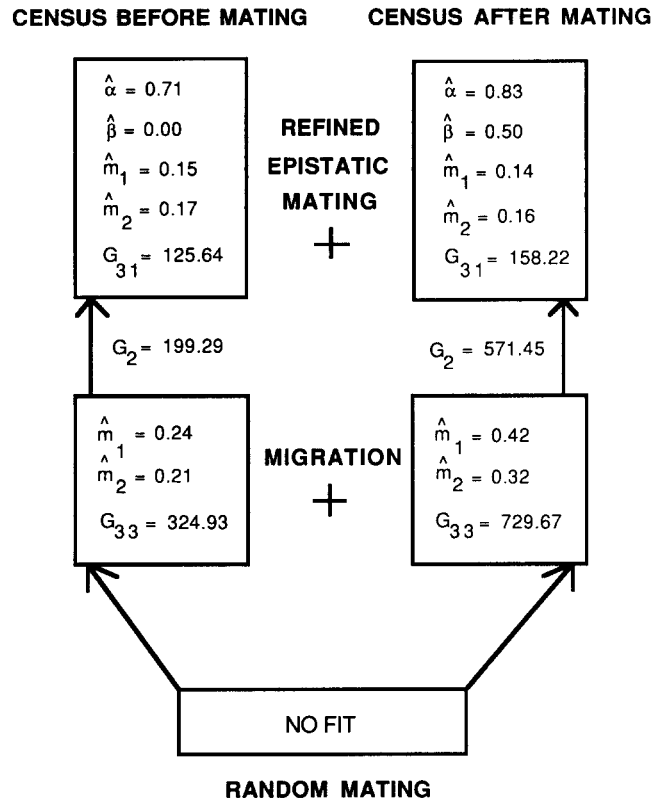 CENSUS BEFORE MATING
CENSUS AFTER MATING
α̂ = 0.71
β̂ = 0.00
m̂₁ = 0.15
m̂₂ = 0.17
G₃₁ = 125.64
REFINED
EPISTATIC
MATING
+
α̂ = 0.83
β̂ = 0.50
m̂₁ = 0.14
m̂₂ = 0.16
G₃₁ = 158.22
G₂ = 199.29
G₂ = 571.45
m̂₁ = 0.24
m̂₂ = 0.21
G₃₃ = 324.93
MIGRATION
+
m̂₁ = 0.42
m̂₂ = 0.32
G₃₃ = 729.67
NO FIT
RANDOM MATING